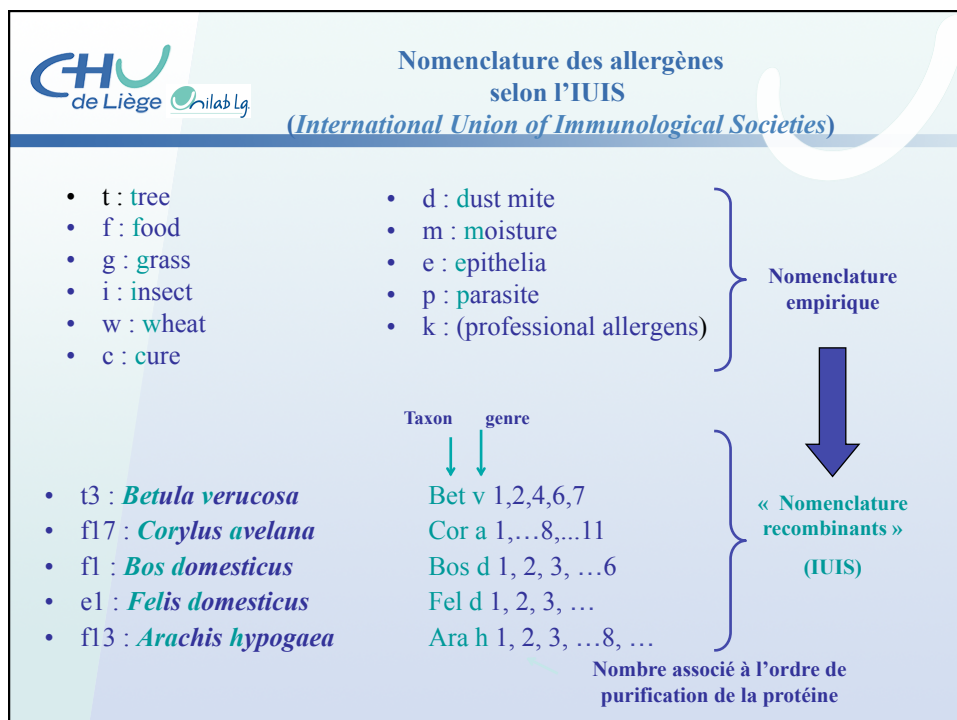 CHU
de Liège
Unilab Lg.
Nomenclature des allergènes
selon l’IUIS
(International Union of Immunological Societies)
• t : tree
• f : food
• g : grass
• i : insect
• w : wheat
• c : cure
• d : dust mite
• m : moisture
• e : epithelia
• p : parasite
• k : (professional allergens)
Nomenclature
empirique
Taxon genre
• t3 : Betula verucosa Bet v 1,2,4,6,7
• f17 : Corylus avelana Cor a 1,…8,...11
• f1 : Bos domesticus Bos d 1, 2, 3, …6
• e1 : Felis domesticus Fel d 1, 2, 3, …
• f13 : Arachis hypogaea Ara h 1, 2, 3, …8, …
« Nomenclature
recombinants »
(IUIS)
Nombre associé à l’ordre de
purification de la protéine